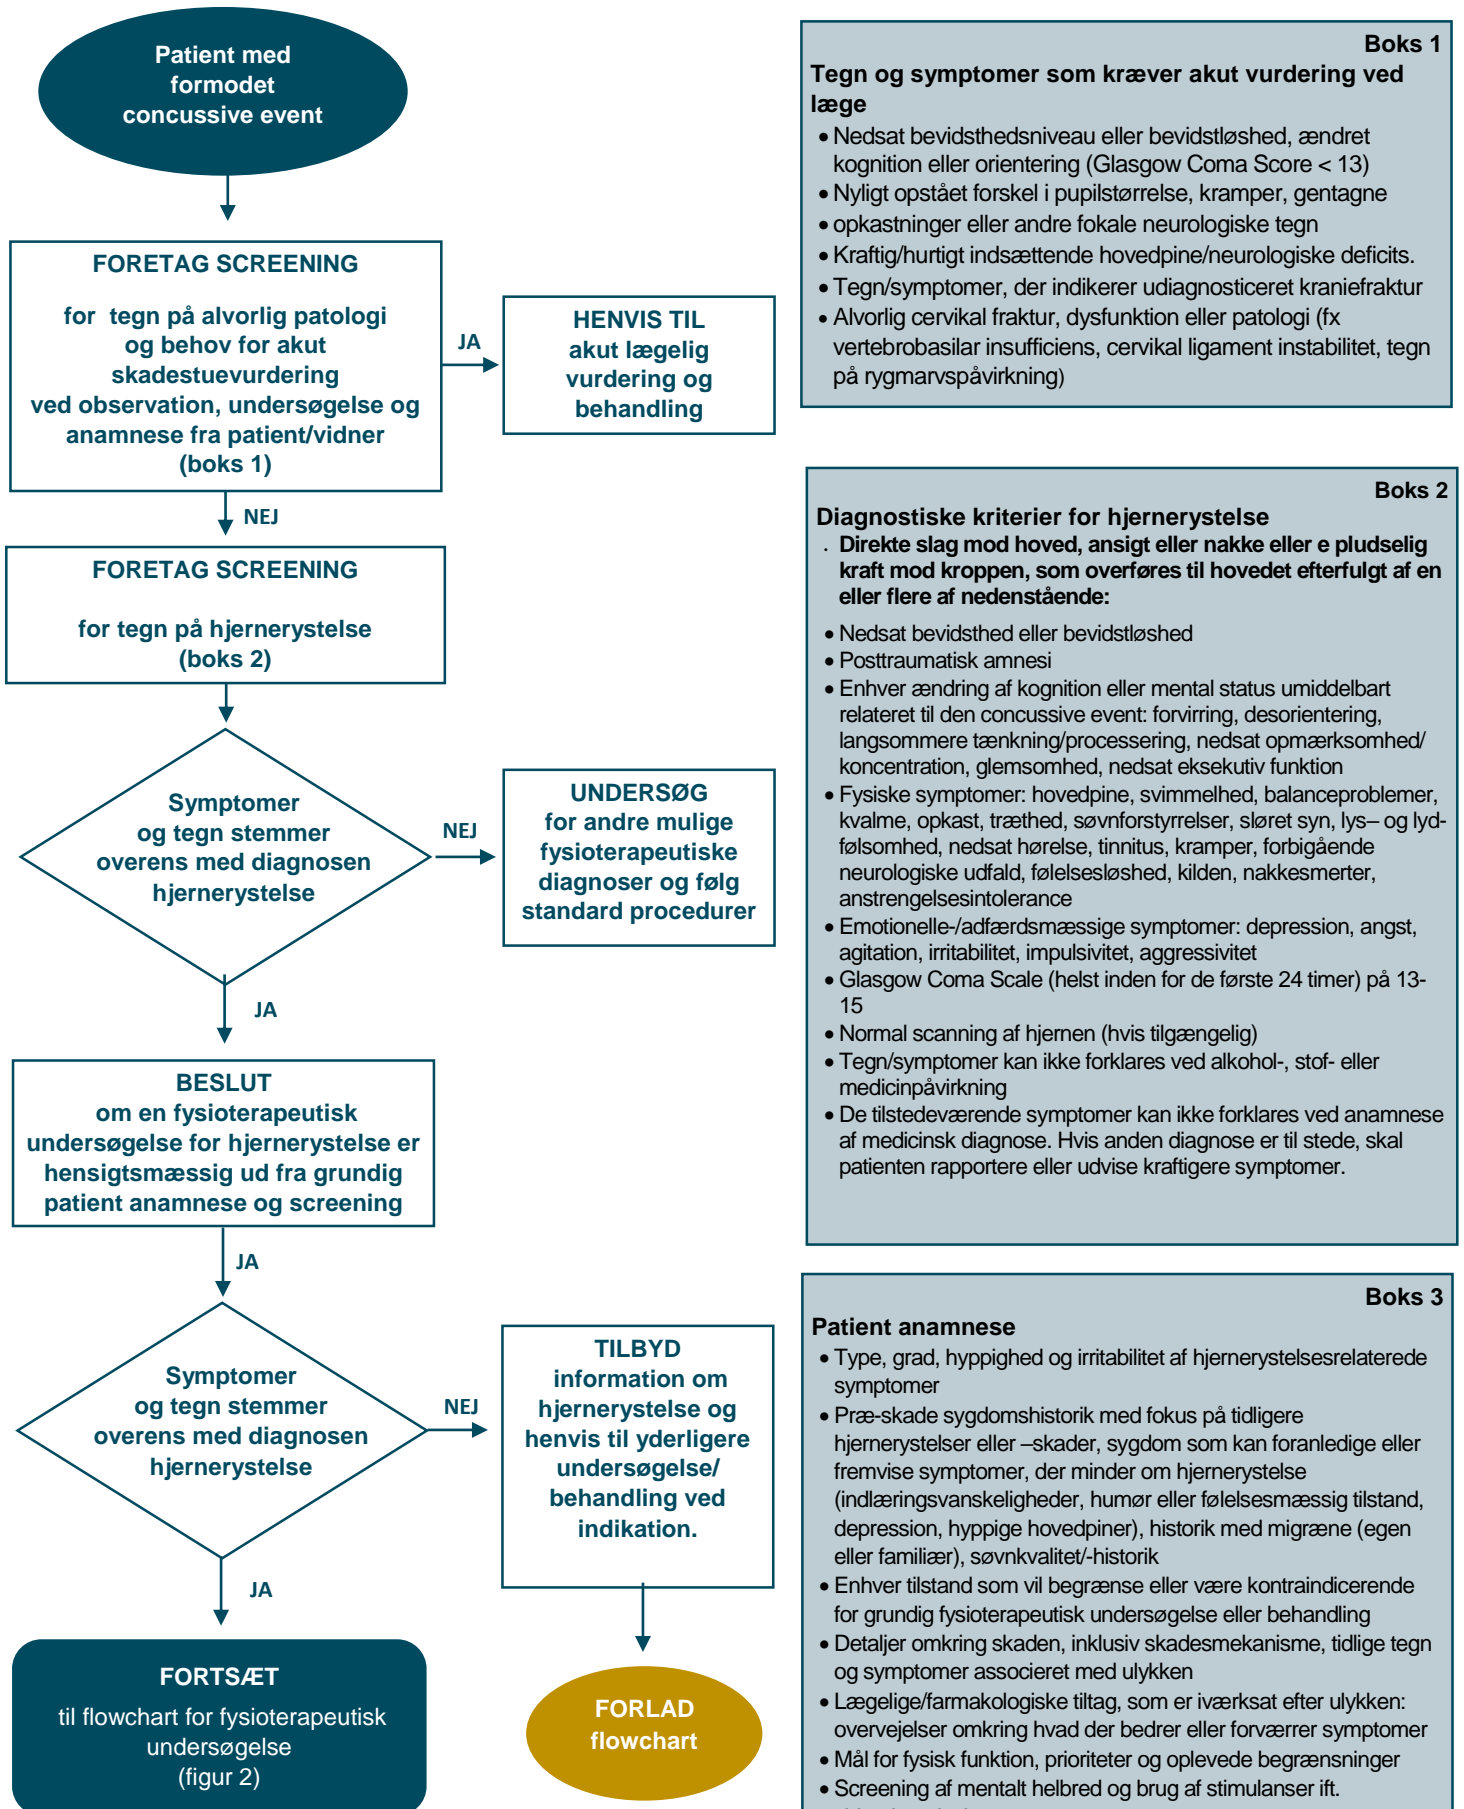 Patient med
formodet
concussive event
FORETAG SCREENING
for tegn på alvorlig patologi
og behov for akut
skadestuevurdering
ved observation, undersøgelse og
anamnese fra patient/vidner
(boks 1)
JA
HENVIS TIL
akut lægelig
vurdering og
behandling
NEJ
FORETAG SCREENING
for tegn på hjernerystelse
(boks 2)
Symptomer
og tegn stemmer
overens med diagnosen
hjernerystelse
NEJ
UNDERSØG
for andre mulige
fysioterapeutiske
diagnoser og følg
standard procedurer
JA
BESLUT
om en fysioterapeutisk
undersøgelse for hjernerystelse er
hensigtsmæssig ud fra grundig
patient anamnese og screening
JA
Symptomer
og tegn stemmer
overens med diagnosen
hjernerystelse
NEJ
TILBYD
information om
hjernerystelse og
henvis til yderligere
undersøgelse/
behandling ved
indikation.
JA
FORTSÆT
til flowchart for fysioterapeutisk
undersøgelse
(figur 2)
FORLAD
flowchart
Boks 1
Tegn og symptomer som kræver akut vurdering ved
læge
• Nedsat bevidsthedsniveau eller bevidstløshed, ændret
kognition eller orientering (Glasgow Coma Score < 13)
• Nyligt opstået forskel i pupilstørrelse, kramper, gentagne
• opkastninger eller andre fokale neurologiske tegn
• Kraftig/hurtigt indsættende hovedpine/neurologiske deficits.
• Tegn/symptomer, der indikerer udiagnosticeret kraniefraktur
• Alvorlig cervikal fraktur, dysfunktion eller patologi (fx
vertebrobasilar insufficiens, cervikal ligament instabilitet, tegn
på rygmarvspåvirkning)
Boks 2
Diagnostiske kriterier for hjernerystelse
. Direkte slag mod hoved, ansigt eller nakke eller e pludselig
kraft mod kroppen, som overføres til hovedet efterfulgt af en
eller flere af nedenstående:
• Nedsat bevidsthed eller bevidstløshed
• Posttraumatisk amnesi
• Enhver ændring af kognition eller mental status umiddelbart
relateret til den concussive event: forvirring, desorientering,
langsommere tænkning/processering, nedsat opmærksomhed/
koncentration, glemsomhed, nedsat eksekutiv funktion
• Fysiske symptomer: hovedpine, svimmelhed, balanceproblemer,
kvalme, opkast, træthed, søvnforstyrrelser, sløret syn, lys– og lyd-
følsomhed, nedsat hørelse, tinnitus, kramper, forbigående
neurologiske udfald, følelsesløshed, kilden, nakkesmerter,
anstrengelsesintolerance
• Emotionelle-/adfærdsmæssige symptomer: depression, angst,
agitation, irritabilitet, impulsivitet, aggressivitet
• Glasgow Coma Scale (helst inden for de første 24 timer) på 13-
15
• Normal scanning af hjernen (hvis tilgængelig)
• Tegn/symptomer kan ikke forklares ved alkohol-, stof- eller
medicinpåvirkning
• De tilstedeværende symptomer kan ikke forklares ved anamnese
af medicinsk diagnose. Hvis anden diagnose er til stede, skal
patienten rapportere eller udvise kraftigere symptomer.
Boks 3
Patient anamnese
• Type, grad, hyppighed og irritabilitet af hjernerystelsesrelaterede
symptomer
• Præ-skade sygdomshistorik med fokus på tidligere
hjernerystelser eller –skader, sygdom som kan foranledige eller
fremvise symptomer, der minder om hjernerystelse
(indlæringsvanskeligheder, humør eller følelsesmæssig tilstand,
depression, hyppige hovedpiner), historik med migræne (egen
eller familiær), søvnkvalitet/-historik
• Enhver tilstand som vil begrænse eller være kontraindicerende
for grundig fysioterapeutisk undersøgelse eller behandling
• Detaljer omkring skaden, inklusiv skadesmekanisme, tidlige tegn
og symptomer associeret med ulykken
• Lægelige/farmakologiske tiltag, som er iværksat efter ulykken:
overvejelser omkring hvad der bedrer eller forværrer symptomer
• Mål for fysisk funktion, prioriteter og oplevede begrænsninger
• Screening af mentalt helbred og brug af stimulanser ift.